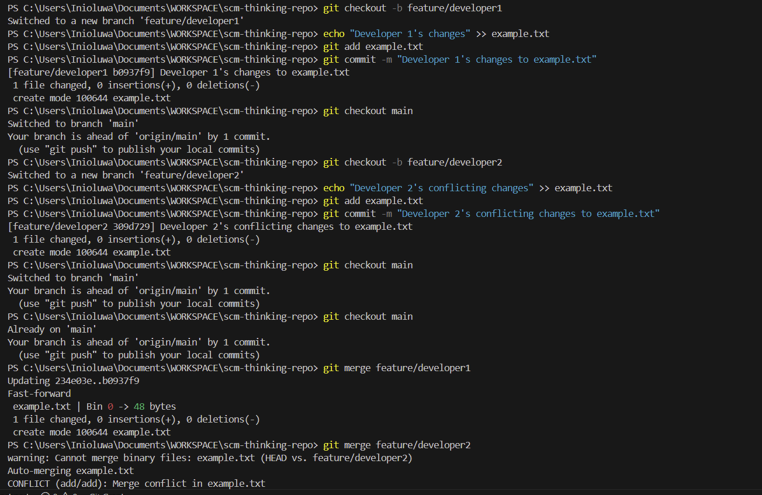 PS C:\Users\Inioluwa\Documents\WORKSPACE\scm-thinking-repo> git checkout -b feature/developer1
Switched to a new branch 'feature/developer1'
PS C:\Users\Inioluwa\Documents\WORKSPACE\scm-thinking-repo> echo "Developer 1's changes" >> example.txt
PS C:\Users\Inioluwa\Documents\WORKSPACE\scm-thinking-repo> git add example.txt
PS C:\Users\Inioluwa\Documents\WORKSPACE\scm-thinking-repo> git commit -m "Developer 1's changes to example.txt"
[feature/developer1 b0937f9] Developer 1's changes to example.txt
 1 file changed, 0 insertions(+), 0 deletions(-)
 create mode 100644 example.txt
PS C:\Users\Inioluwa\Documents\WORKSPACE\scm-thinking-repo> git checkout main
Switched to branch 'main'
Your branch is ahead of 'origin/main' by 1 commit.
  (use "git push" to publish your local commits)
PS C:\Users\Inioluwa\Documents\WORKSPACE\scm-thinking-repo> git checkout -b feature/developer2
Switched to a new branch 'feature/developer2'
PS C:\Users\Inioluwa\Documents\WORKSPACE\scm-thinking-repo> echo "Developer 2's conflicting changes" >> example.txt
PS C:\Users\Inioluwa\Documents\WORKSPACE\scm-thinking-repo> git add example.txt
PS C:\Users\Inioluwa\Documents\WORKSPACE\scm-thinking-repo> git commit -m "Developer 2's conflicting changes to example.txt"
[feature/developer2 309d729] Developer 2's conflicting changes to example.txt
 1 file changed, 0 insertions(+), 0 deletions(-)
 create mode 100644 example.txt
PS C:\Users\Inioluwa\Documents\WORKSPACE\scm-thinking-repo> git checkout main
Switched to branch 'main'
Your branch is ahead of 'origin/main' by 1 commit.
  (use "git push" to publish your local commits)
PS C:\Users\Inioluwa\Documents\WORKSPACE\scm-thinking-repo> git checkout main
Already on 'main'
Your branch is ahead of 'origin/main' by 1 commit.
  (use "git push" to publish your local commits)
PS C:\Users\Inioluwa\Documents\WORKSPACE\scm-thinking-repo> git merge feature/developer1
Updating 234e03e..b0937f9
Fast-forward
 example.txt | Bin 0 -> 48 bytes
 1 file changed, 0 insertions(+), 0 deletions(-)
 create mode 100644 example.txt
PS C:\Users\Inioluwa\Documents\WORKSPACE\scm-thinking-repo> git merge feature/developer2
warning: Cannot merge binary files: example.txt (HEAD vs. feature/developer2)
Auto-merging example.txt
CONFLICT (add/add): Merge conflict in example.txt